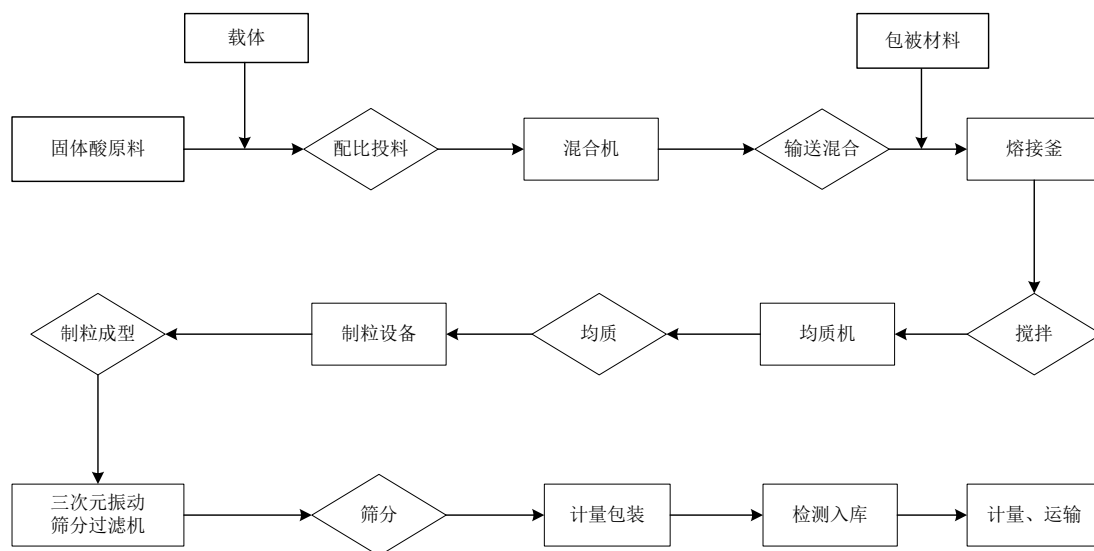 载体
包被材料
固体酸原料
配比投料
混合机
输送混合
熔接釜
制粒成型
制粒设备
均质
均质机
搅拌
三次元振动
筛分过滤机
筛分
计量包装
检测入库
计量、运输